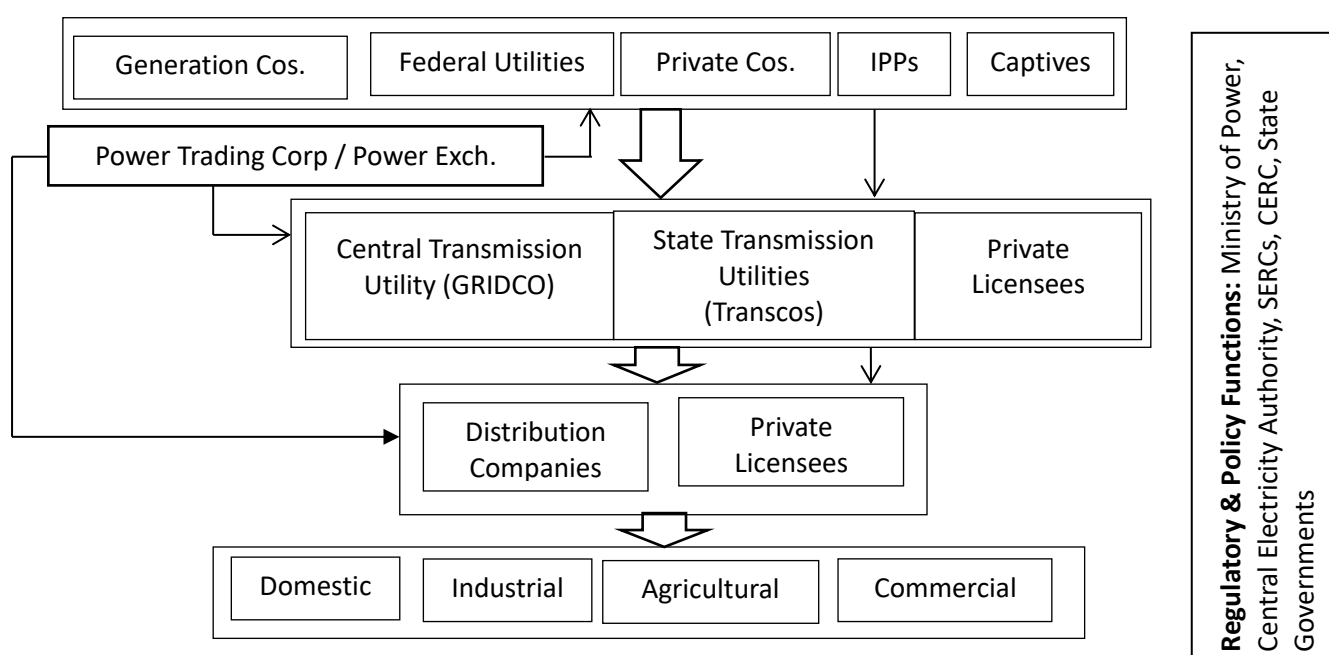 Generation Cos.
Federal Utilities
Private Cos.
IPPs
Captives
Power Trading Corp / Power Exch.
Central Transmission
Utility (GRIDCO)
State Transmission
Utilities
(Transcos)
Private
Licensees
Distribution
Companies
Private
Licensees
Domestic
Industrial
Agricultural
Commercial
Regulatory & Policy Functions: Ministry of Power,
Central Electricity Authority, SERCs, CERC, State
Governments